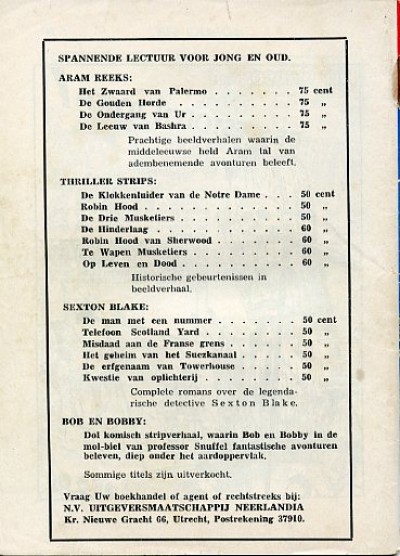 SPANNENDE LECTUUR VOOR JONG EN OUD.
ARAM REEKS:
Het Zwaard van Palermo . . . . . . . 75 cent
De Gouden Horde . . . . . . . . . 75 „
De Ondergang van Ur . . . . . . . . 75 „
De Leeuw van Bashra . . . . . . . . 75 „
Prachtige beeldverhalen waarin de
middeleeuwse held Aram tal van
adembenemende avonturen beleeft.
THRILLER STRIPS:
De Klokkenluider van de Notre Dame . . . 50 cent
Robin Hood . . . . . . . . . . . 50 „
De Drie Musketiers . . . . . . . . . 50 „
De Hinderlaag . . . . . . . . . . 60 „
Robin Hood van Sherwood . . . . . . . 60 „
Te Wapen Musketiers . . . . . . . . 60 „
Op Leven en Dood . . . . . . . . . 60 „
Historische gebeurtenissen in
beeldverhaal.
SEXTON BLAKE:
De man met een nummer . . . . . . . 50 cent
Telefoon Scotland Yard . . . . . . . 50 „
Misdaad aan de Franse grens . . . . . . 50 „
Het geheim van het Suezkanaal . . . . . 50 „
De erfgenaam van Towerhouse . . . . . 50 „
Kwestie van oplichterij . . . . . . . 50 „
Complete romans over de legenda-
rische detective Sexton Blake.
BOB EN BOBBY:
Dol komisch stripverhaal, waarin Bob en Bobby in de
mol-biel van professor Snuffel fantastische avonturen
beleven, diep onder het aardoppervlak.
Sommige titels zijn uitverkocht.
Vraag Uw boekhandel of agent of rechtstreeks bij:
N.V. UITGEVERSMAATSCHAPPIJ NEERLANDIA
Kr. Nieuwe Gracht 66, Utrecht, Postrekening 37910.